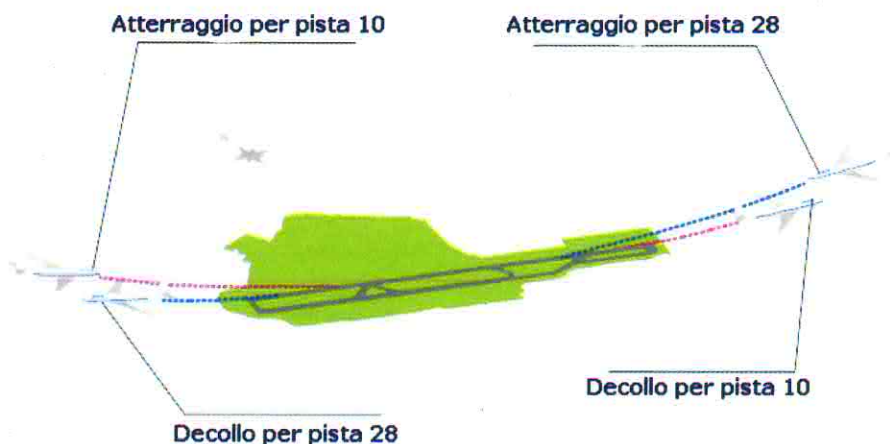 Atterraggio per pista 10
Atterraggio per pista 28
Decollo per pista 10
Decollo per pista 28